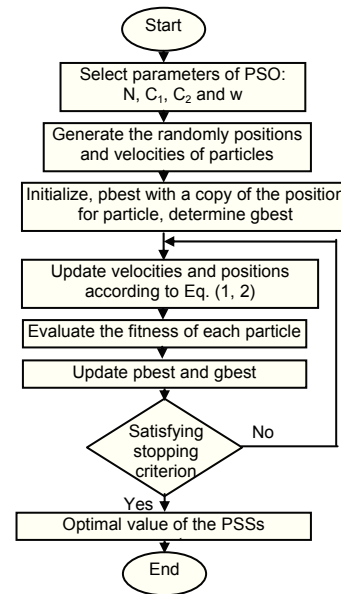 Start
Select parameters of PSO:
N, C₁, C₂ and w
Generate the randomly positions
and velocities of particles
Initialize, pbest with a copy of the position
for particle, determine gbest
Update velocities and positions
according to Eq. (1, 2)
Evaluate the fitness of each particle
Update pbest and gbest
Satisfying
stopping
criterion
No
Yes
Optimal value of the PSSs
End